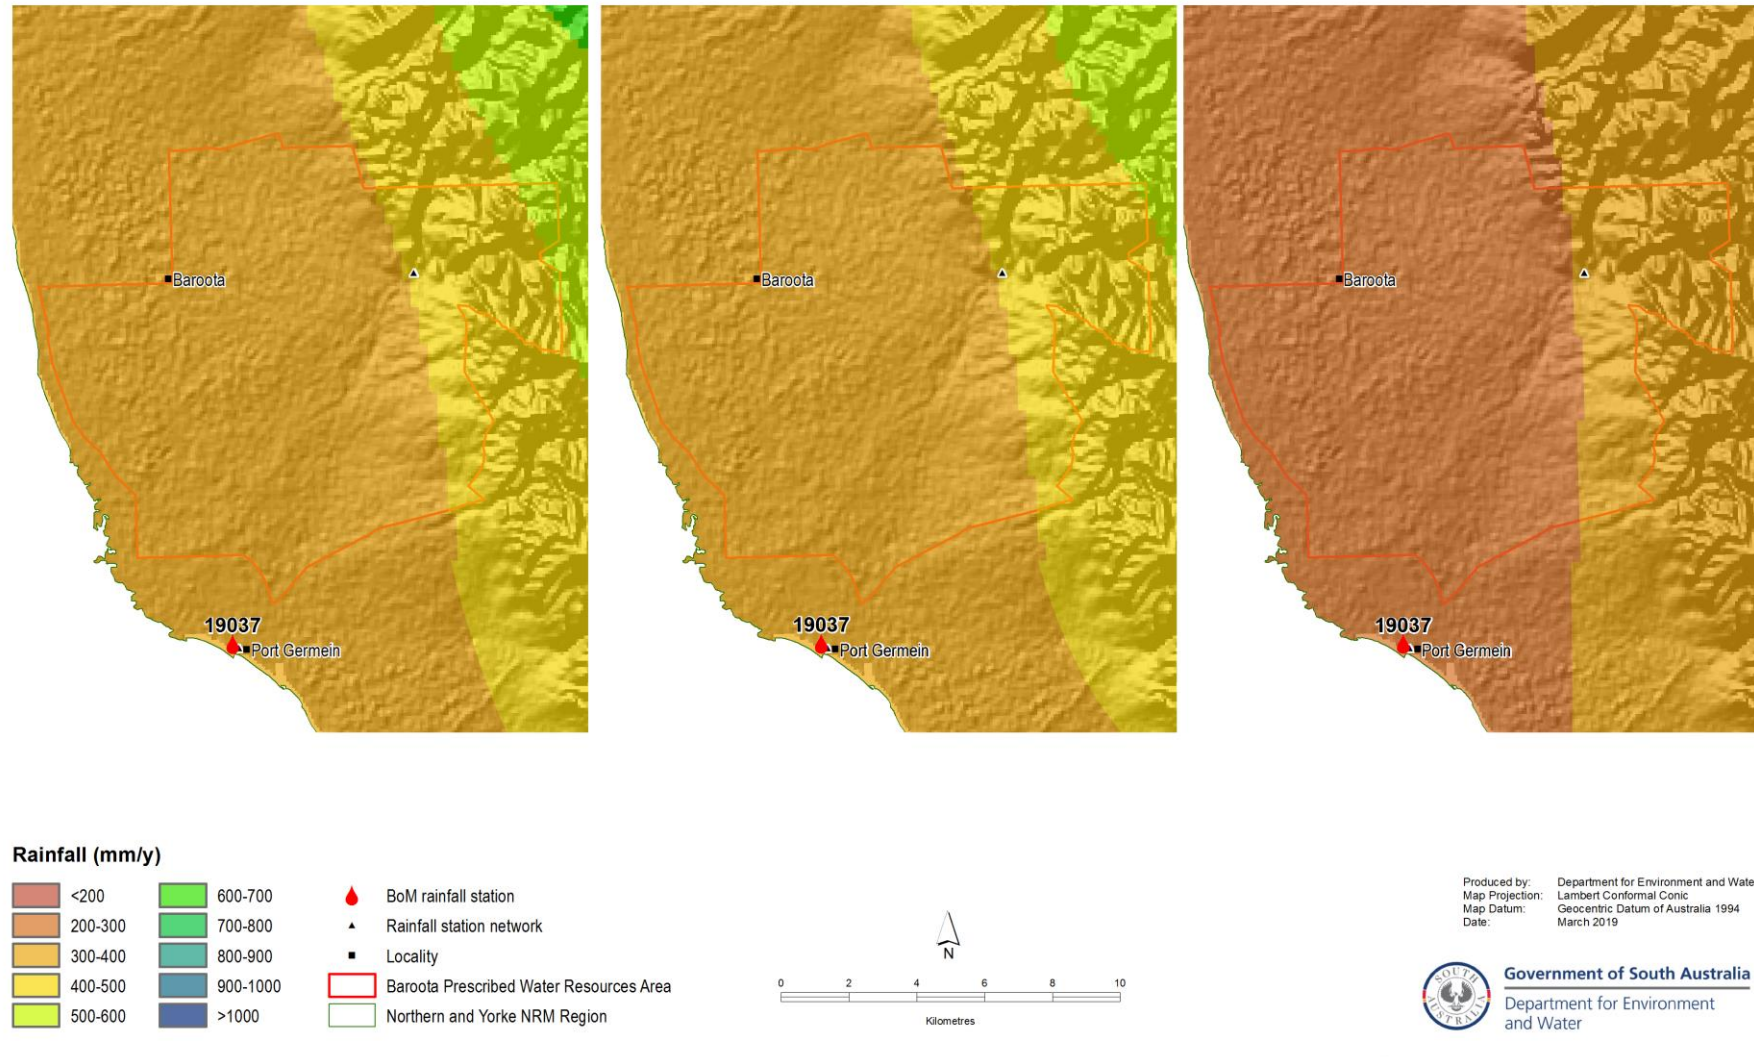 Baroota
Baroota
Baroota
19037
19037
19037
Port Germein
Port Germein
Port Germein
Rainfall (mm/y)
<200
200-300
300-400
400-500
500-600
600-700
700-800
800-900
900-1000
>1000
BoM rainfall station
Rainfall station network
Locality
Baroota Prescribed Water Resources Area
Northern and Yorke NRM Region
N
0 2 4 6 8 10
Kilometres
Produced by: Department for Environment and Wate
Map Projection: Lambert Conformal Conic
Map Datum: Geocentric Datum of Australia 1994
Date: March 2019
SOUTH AUSTRALIA
Government of South Australia
Department for Environment
and Water